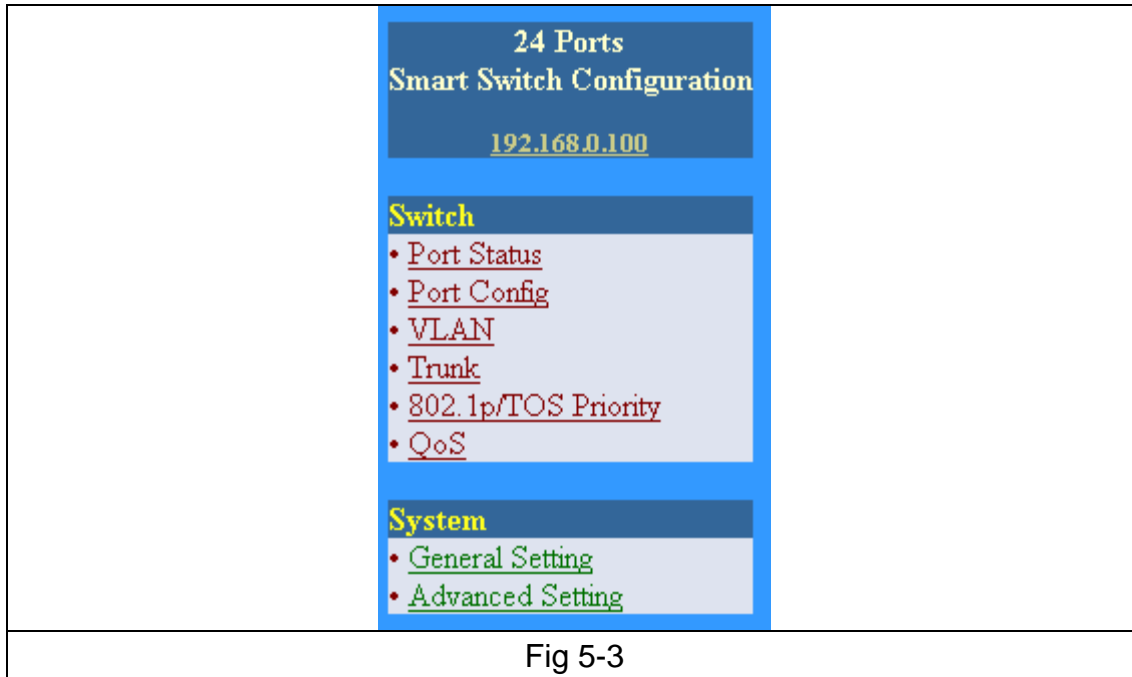 24 Ports
Smart Switch Configuration
192.168.0.100
Switch
• Port Status
• Port Config
• VLAN
• Trunk
• 802.1p/TOS Priority
• QoS
System
• General Setting
• Advanced Setting
Fig 5-3